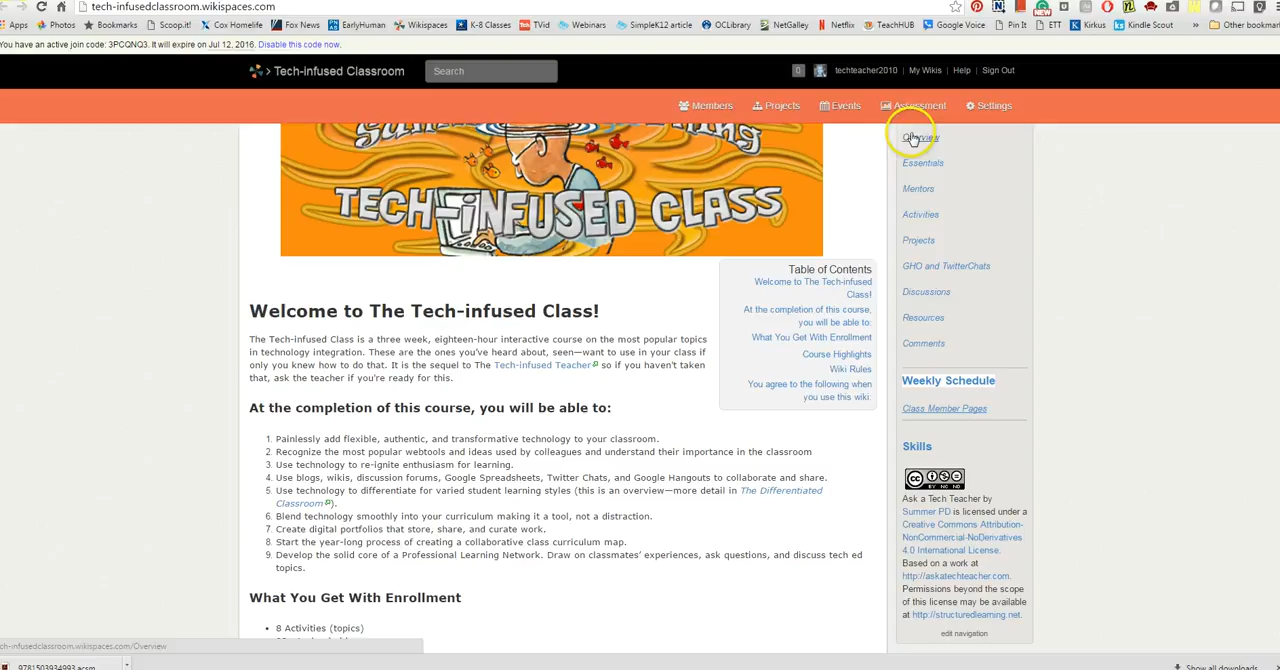 tech-infusedclassroom.wikispaces.com
Apps Photos Bookmarks Scoop.it! Cox Homelife Fox News EarlyHuman Wikispaces K-8 Classes TVid Webinars SimpleK12 article OCLibrary NetGalley Netflix TeachHUB Google Voice Pin It ETT Kirkus Kindle Scout » Other bookmar
You have an active join code: 3PCQNQ3. It will expire on Jul 12, 2016. Disable this code now.
Tech-infused Classroom Search 0 techteacher2010 | My Wikis | Help | Sign Out
Members Projects Events Assessment Settings
TECH-INFUSED CLASS
Overview
Essentials
Mentors
Activities
Projects
GHO and TwitterChats
Discussions
Resources
Comments
Weekly Schedule
Class Member Pages
Skills
BY NC ND
Ask a Tech Teacher by
Summer PD is licensed under a
Creative Commons Attribution-
NonCommercial-NoDerivatives
4.0 International License.
Based on a work at
http://askatechteacher.com.
Permissions beyond the scope
of this license may be available
at http://structuredlearning.net.
edit navigation
Table of Contents
Welcome to The Tech-infused
Class!
At the completion of this course,
you will be able to:
What You Get With Enrollment
Course Highlights
Wiki Rules
You agree to the following when
you use this wiki:
Welcome to The Tech-infused Class!
The Tech-infused Class is a three week, eighteen-hour interactive course on the most popular topics
in technology integration. These are the ones you've heard about, seen—want to use in your class if
only you knew how to do that. It is the sequel to The Tech-infused Teacher so if you haven't taken
that, ask the teacher if you're ready for this.
At the completion of this course, you will be able to:
1. Painlessly add flexible, authentic, and transformative technology to your classroom.
2. Recognize the most popular webtools and ideas used by colleagues and understand their importance in the classroom
3. Use technology to re-ignite enthusiasm for learning.
4. Use blogs, wikis, discussion forums, Google Spreadsheets, Twitter Chats, and Google Hangouts to collaborate and share.
5. Use technology to differentiate for varied student learning styles (this is an overview—more detail in The Differentiated
Classroom ).
6. Blend technology smoothly into your curriculum making it a tool, not a distraction.
7. Create digital portfolios that store, share, and curate work.
8. Start the year-long process of creating a collaborative class curriculum map.
9. Develop the solid core of a Professional Learning Network. Draw on classmates' experiences, ask questions, and discuss tech ed
topics.
What You Get With Enrollment
• 8 Activities (topics)
ch-infusedclassroom.wikispaces.com/Overview
9781503934993.acsm
Show all downloads